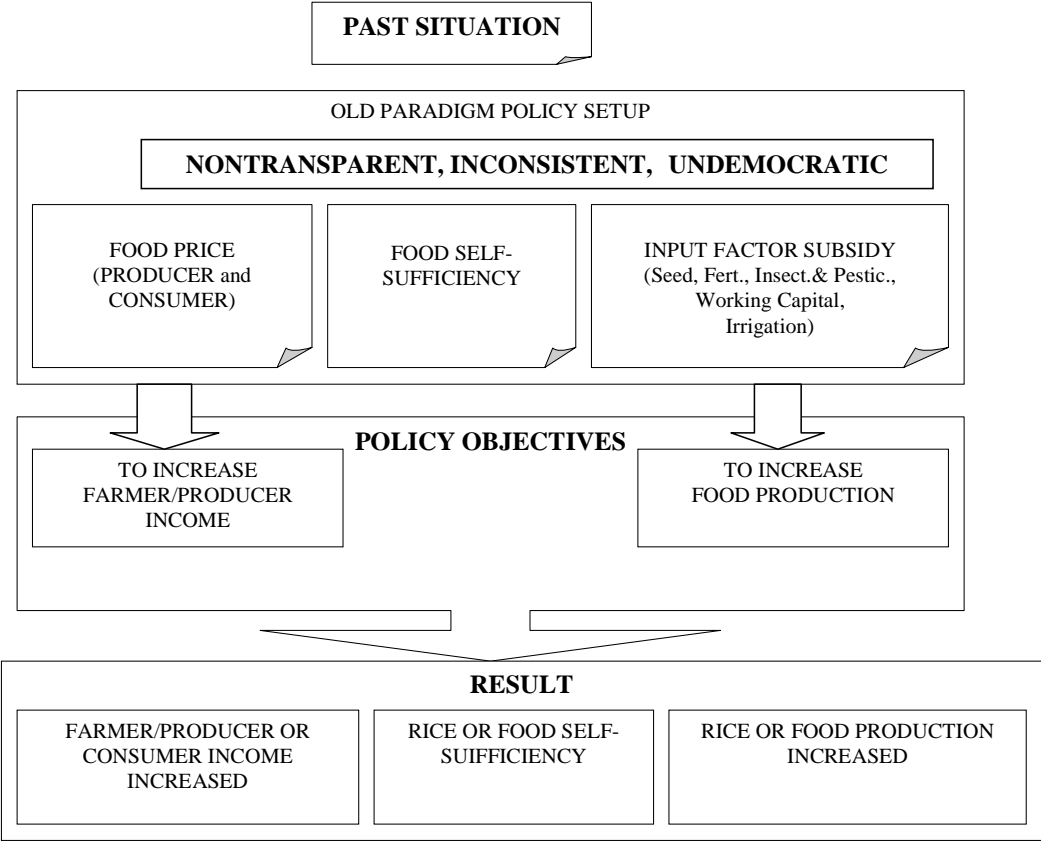 PAST SITUATION
OLD PARADIGM POLICY SETUP
NONTRANSPARENT, INCONSISTENT, UNDEMOCRATIC
FOOD PRICE
(PRODUCER and
CONSUMER)
FOOD SELF-
SUFFICIENCY
INPUT FACTOR SUBSIDY
(Seed, Fert., Insect.& Pestic.,
Working Capital,
Irrigation)
POLICY OBJECTIVES
TO INCREASE
FARMER/PRODUCER
INCOME
TO INCREASE
FOOD PRODUCTION
RESULT
FARMER/PRODUCER OR
CONSUMER INCOME
INCREASED
RICE OR FOOD SELF-
SUIFFICIENCY
RICE OR FOOD PRODUCTION
INCREASED